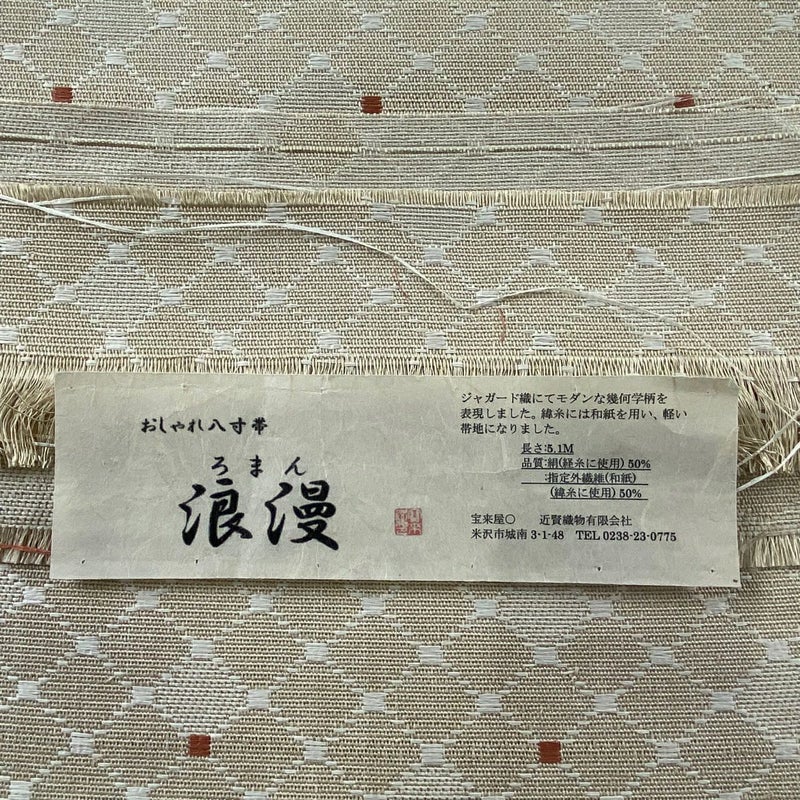 おしゃれ八寸帯
ろまん
浪漫
ジャガード織にてモダンな幾何学柄を
表現しました。緯糸には和紙を用い、軽い
帯地になりました。
長さ:5.1M
品質:絹(経糸に使用) 50%
:指定外繊維(和紙)
(緯糸に使用) 50%
宝来屋〇 近賢織物有限会社
米沢市城南 3-1-48 TEL 0238-23-0775